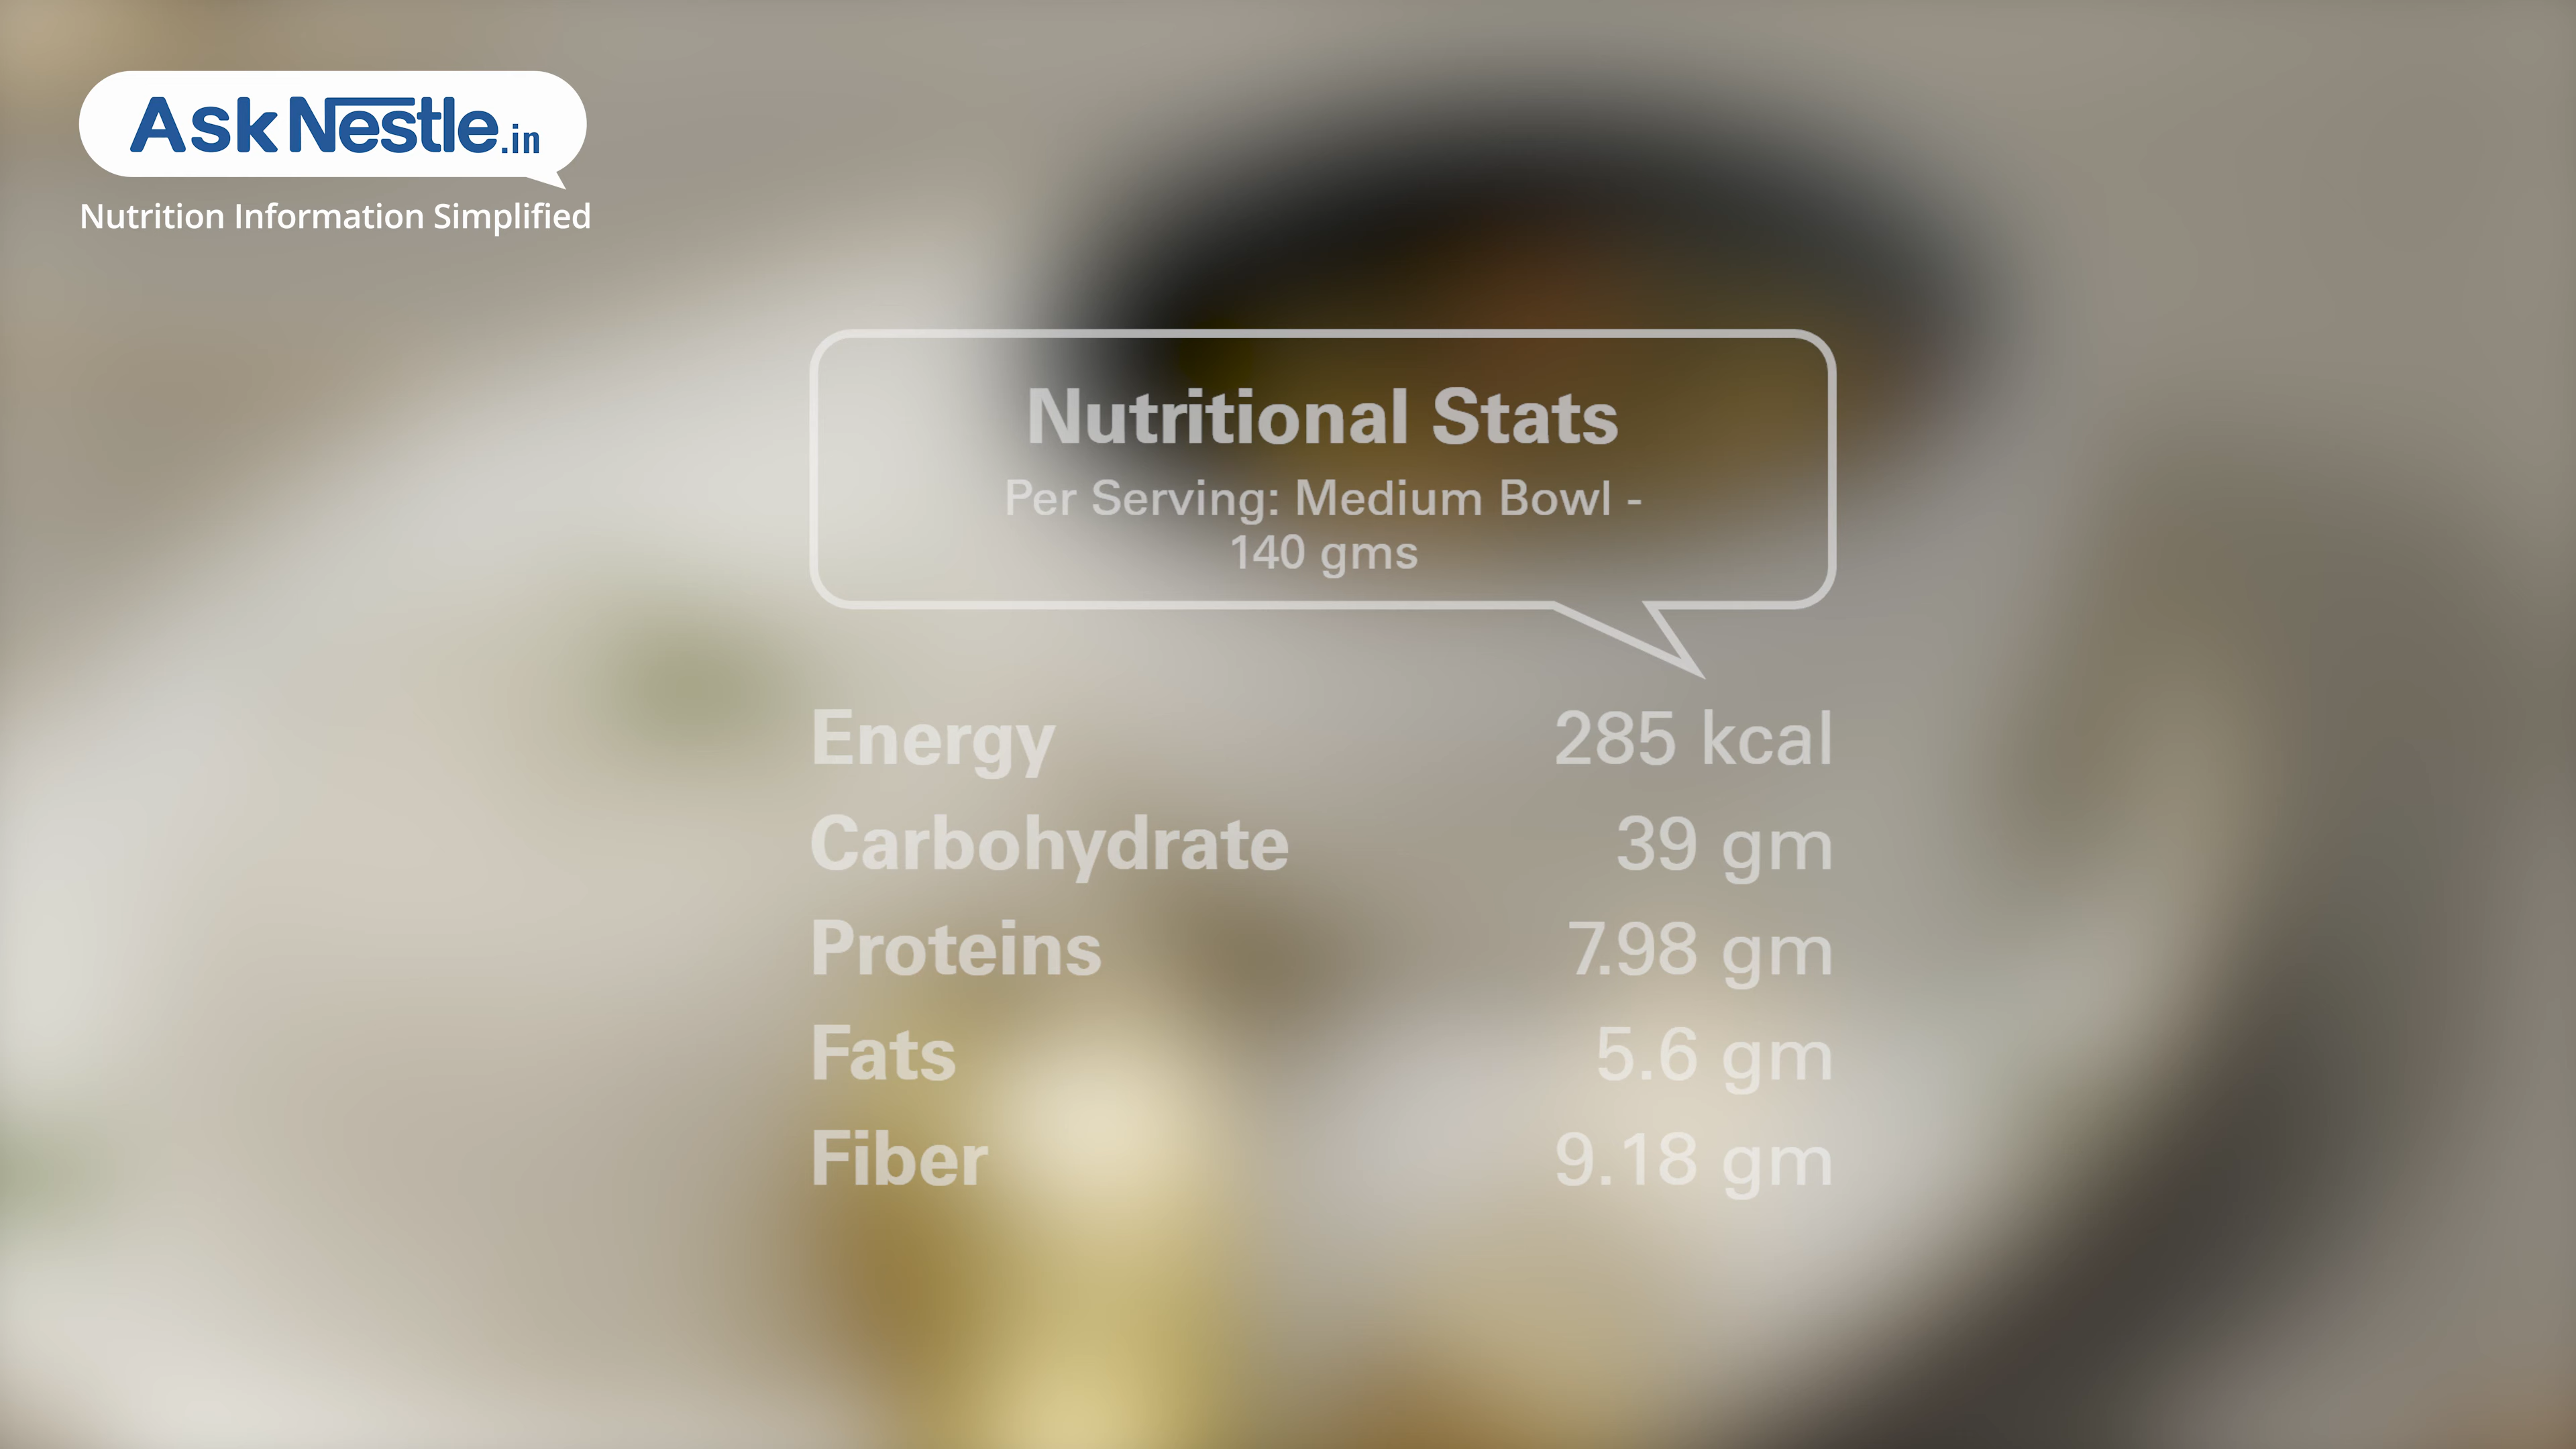 AskNestle.in
Nutrition Information Simplified
Nutritional Stats
Per Serving: Medium Bowl -
140 gms
Energy 285 kcal
Carbohydrate 39 gm
Proteins 7.98 gm
Fats 5.6 gm
Fiber 9.18 gm